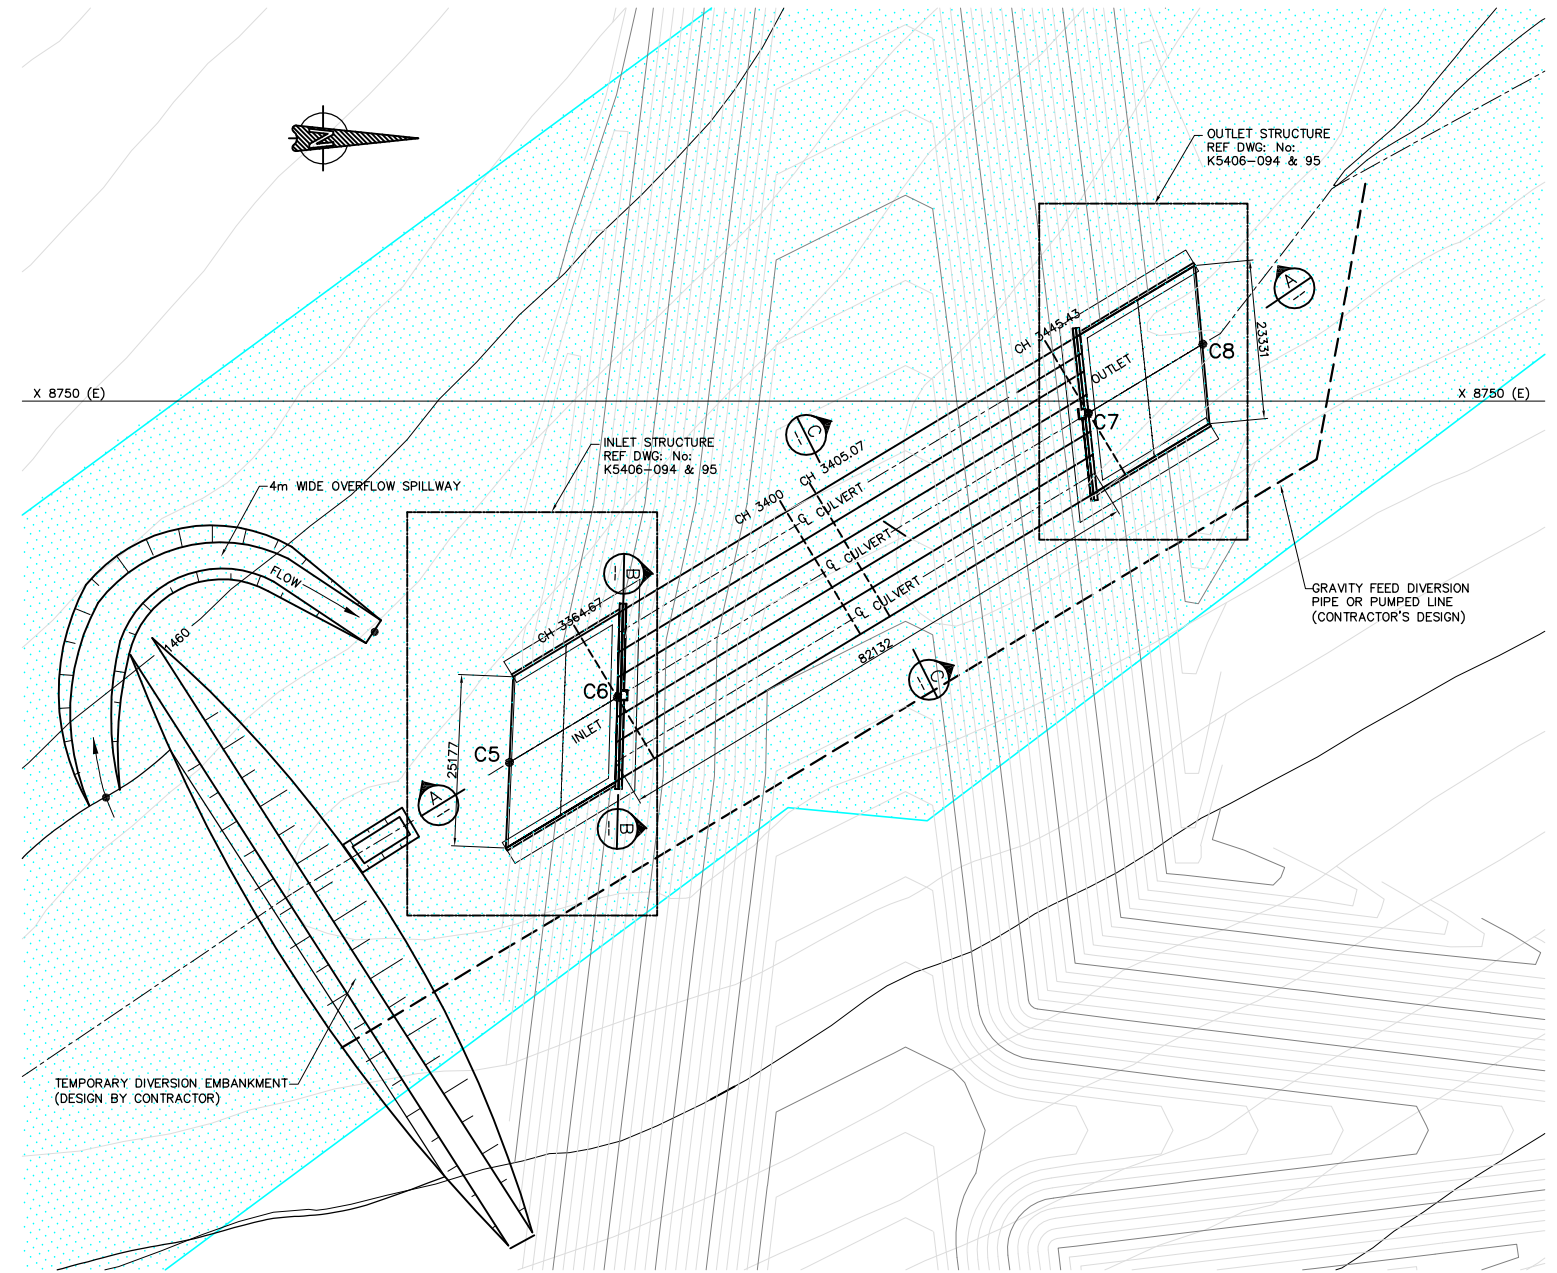 N
OUTLET STRUCTURE
REF DWG: No:
K5406-094 & 95
A
CH 3445.43
23331
C8
OUTLET
X 8750 (E)
X 8750 (E)
C7
C
INLET STRUCTURE
REF DWG: No:
K5406-094 & 95
CH 3405.07
4m WIDE OVERFLOW SPILLWAY
CH 3400
℄ CULVERT
℄ CULVERT
℄ CULVERT
FLOW
B
GRAVITY FEED DIVERSION
PIPE OR PUMPED LINE
(CONTRACTOR'S DESIGN)
CH 3364.67
1460
82132
C
C6
INLET
C5
25177
A
B
TEMPORARY DIVERSION EMBANKMENT
(DESIGN BY CONTRACTOR)